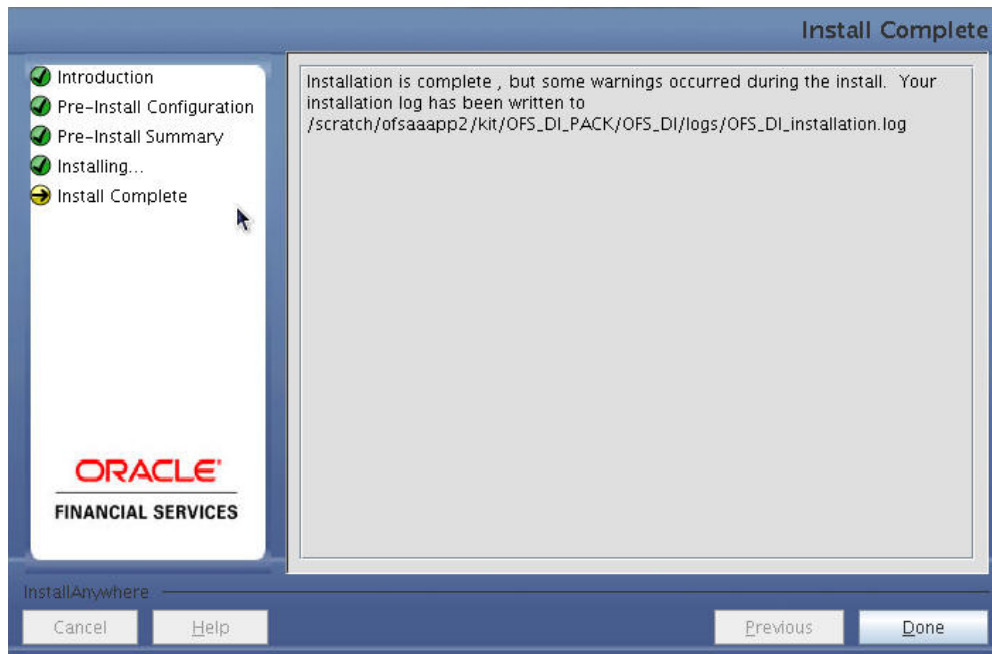 Install Complete
Introduction
Pre-Install Configuration
Pre-Install Summary
Installing...
Install Complete
Installation is complete , but some warnings occurred during the install. Your
installation log has been written to
/scratch/ofsaaapp2/kit/OFS_DI_PACK/OFS_DI/logs/OFS_DI_installation.log
ORACLE'
FINANCIAL SERVICES
InstallAnywhere
Cancel
Help
Previous
Done